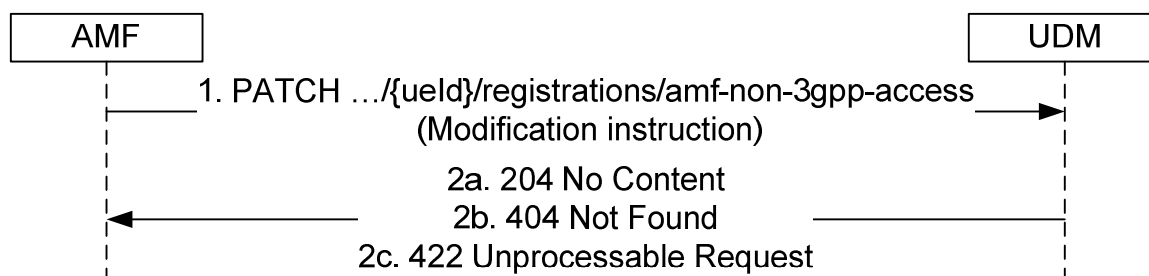 AMF
UDM
1. PATCH …/{ueId}/registrations/amf-non-3gpp-access
(Modification instruction)
2a. 204 No Content
2b. 404 Not Found
2c. 422 Unprocessable Request